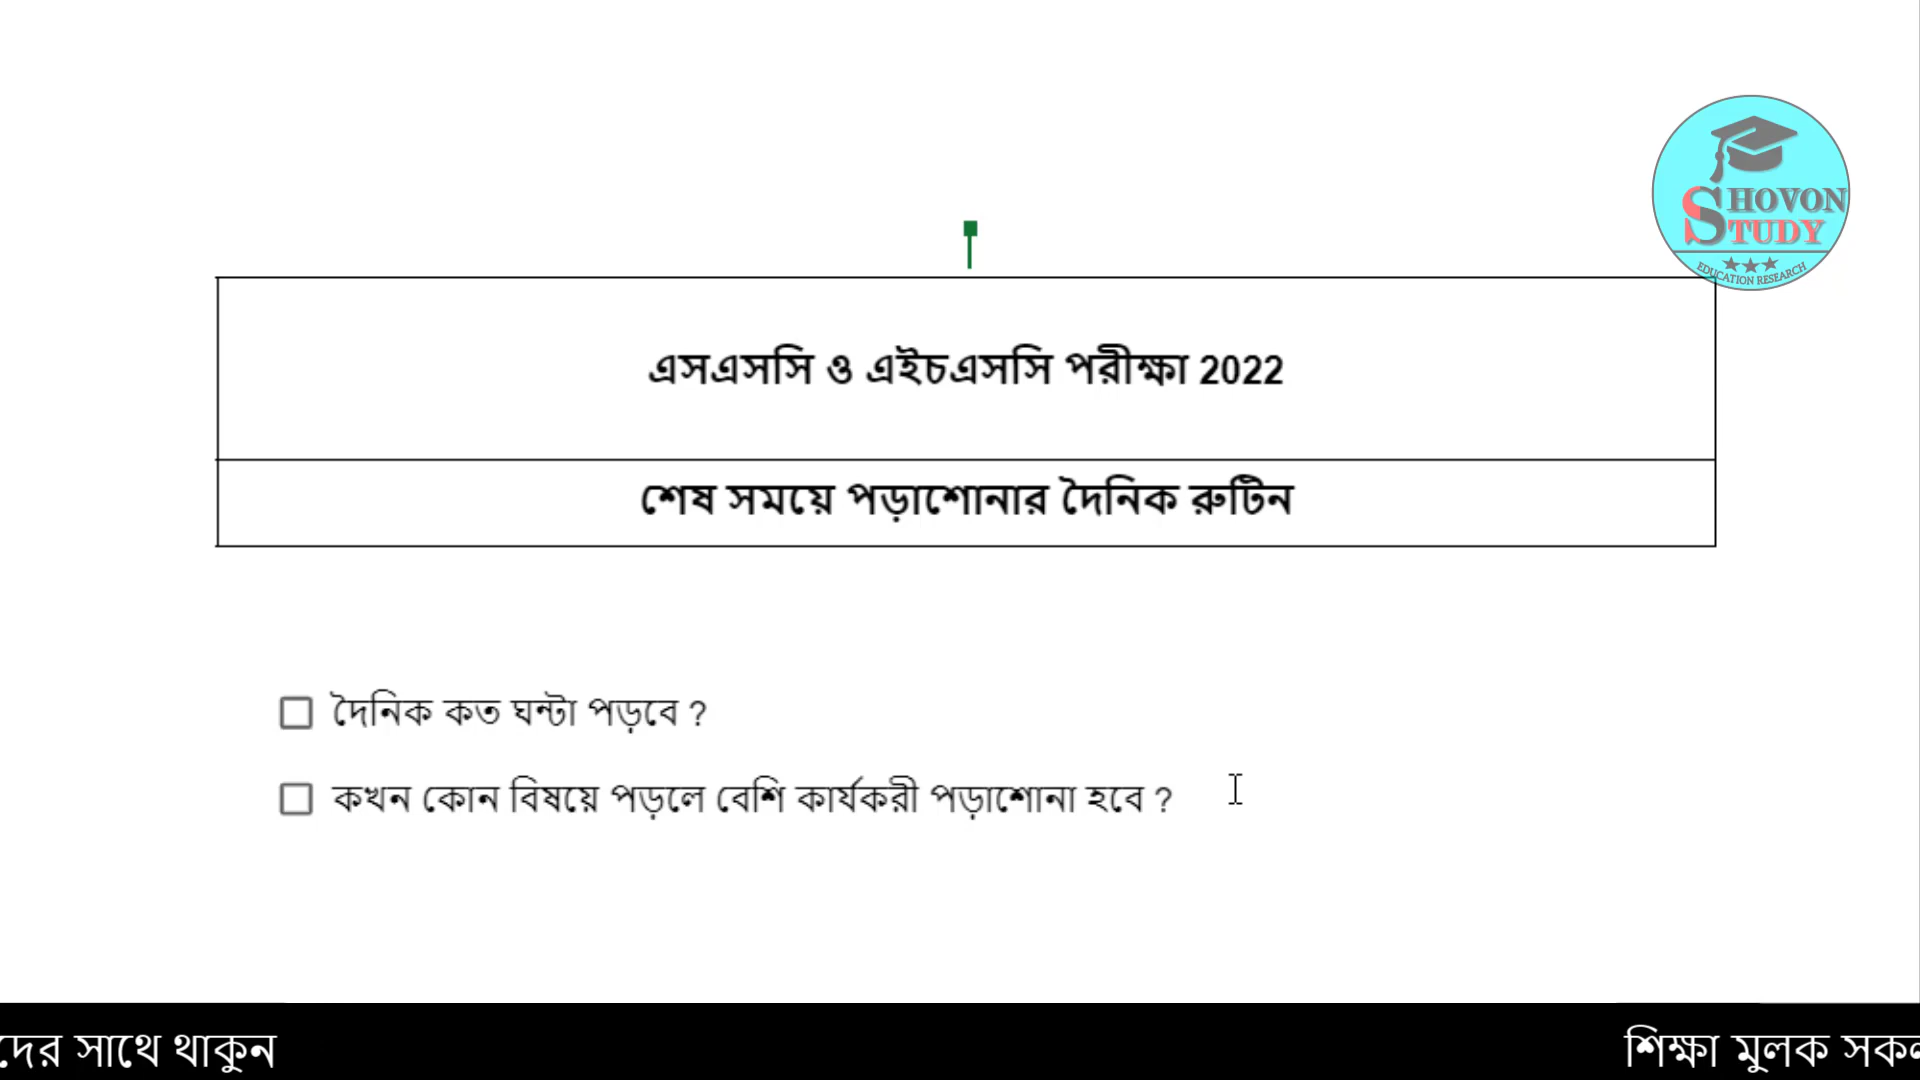 SHOVON
STUDY
EDUCATION RESEARCH
এসএসসি ও এইচএসসি পরীক্ষা 2022
শেষ সময়ে পড়াশোনার দৈনিক রুটিন
দৈনিক কত ঘন্টা পড়বে ?
কখন কোন বিষয়ে পড়লে বেশি কার্যকরী পড়াশোনা হবে ?
সাথে থাকুন
শিক্ষা মুলক